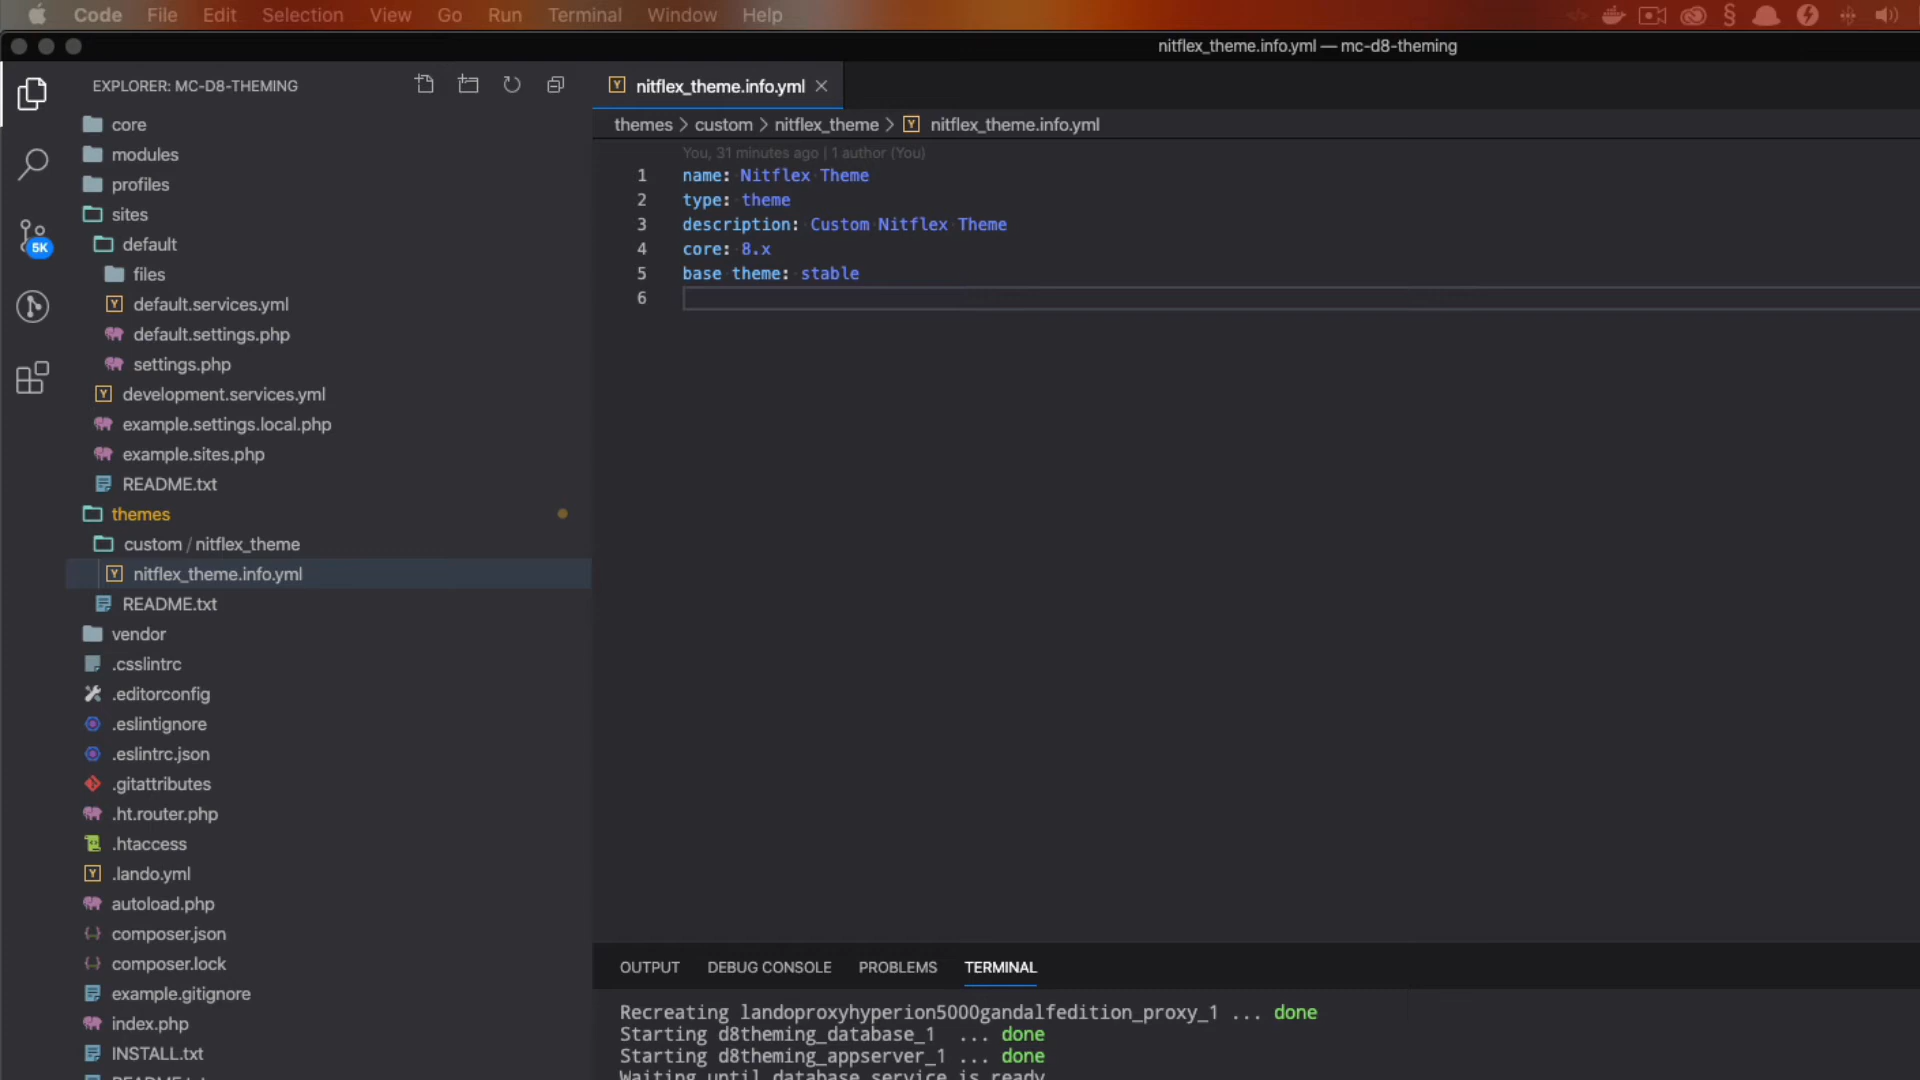 Code File Edit Selection View Go Run Terminal Window Help
nitflex_theme.info.yml — mc-d8-theming
EXPLORER: MC-D8-THEMING
core
modules
profiles
sites
default
files
default.services.yml
default.settings.php
settings.php
development.services.yml
example.settings.local.php
example.sites.php
README.txt
themes
custom / nitflex_theme
nitflex_theme.info.yml
README.txt
vendor
.csslintrc
.editorconfig
.eslintignore
.eslintrc.json
.gitattributes
.ht.router.php
.htaccess
.lando.yml
autoload.php
composer.json
composer.lock
example.gitignore
index.php
INSTALL.txt
5K
nitflex_theme.info.yml
themes > custom > nitflex_theme > nitflex_theme.info.yml
You, 31 minutes ago | 1 author (You)
1 name: Nitflex Theme
2 type: theme
3 description: Custom Nitflex Theme
4 core: 8.x
5 base theme: stable
6
OUTPUT DEBUG CONSOLE PROBLEMS TERMINAL
Recreating landoproxyhyperion5000gandalfedition_proxy_1 ... done
Starting d8theming_database_1 ... done
Starting d8theming_appserver_1 ... done
Waiting until database service is ready